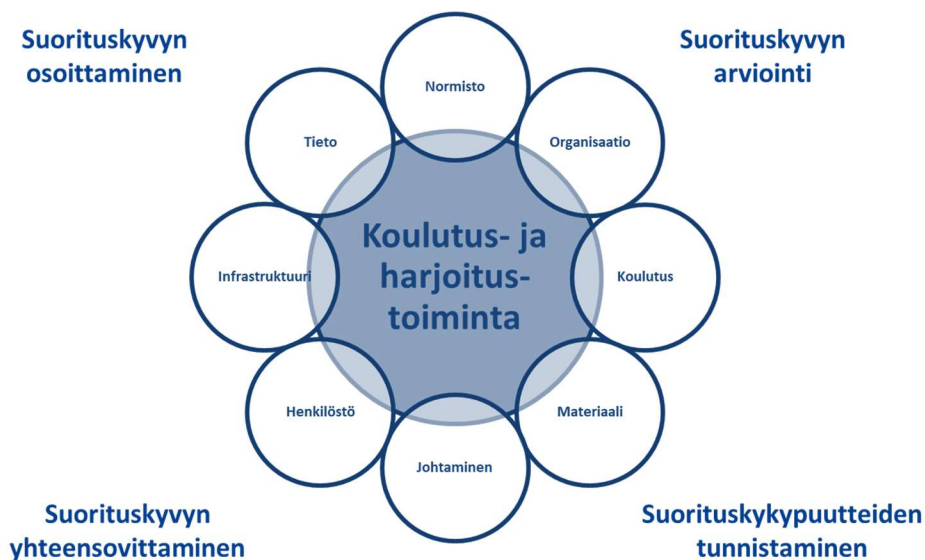 Suorituskyvyn
osoittaminen
Suorituskyvyn
arviointi
Normisto
Tieto
Organisaatio
Koulutus- ja
harjoitus-
toiminta
Infrastruktuuri
Koulutus
Henkilöstö
Materiaali
Johtaminen
Suorituskyvyn
yhteensovittaminen
Suorituskykypuutteiden
tunnistaminen